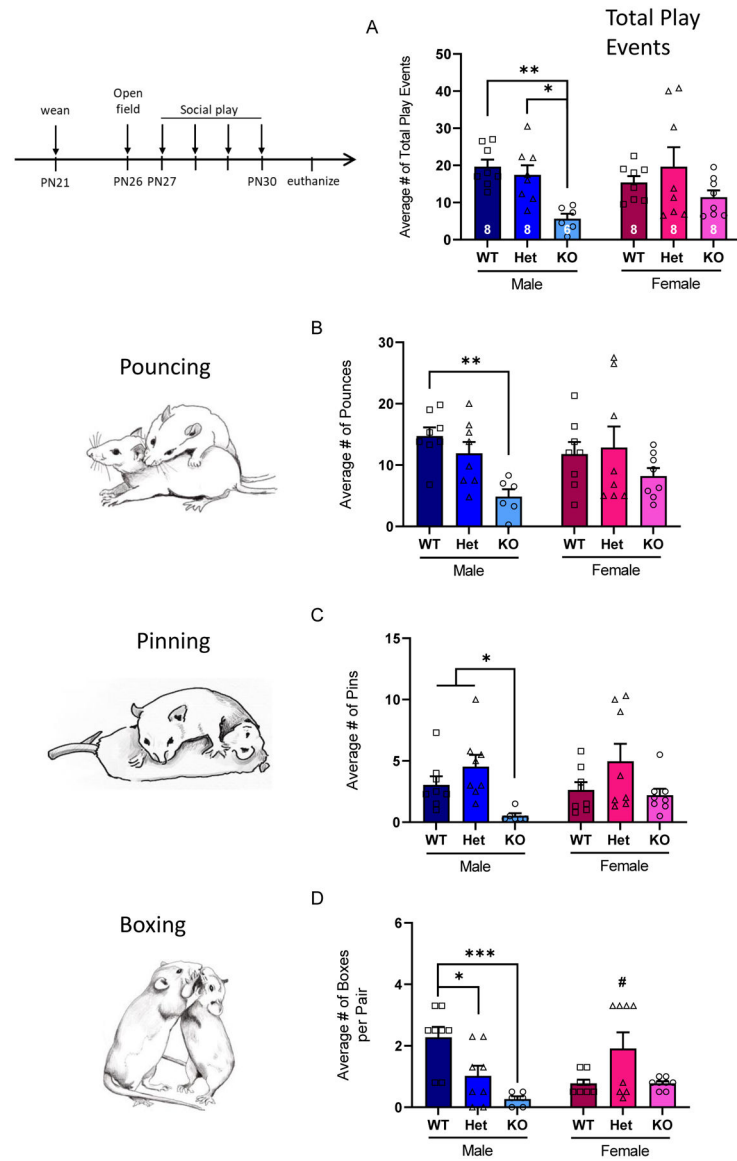 A
Total Play
Events
wean
Open
field
Social play
PN21
PN26
PN27
PN30
euthanize
Average # of Total Play Events
50
40
30
20
10
0
**
*
8
8
6
8
8
8
WT
Het
KO
WT
Het
KO
Male
Female
B
Pouncing
Average # of Pounces
30
20
10
0
**
WT
Het
KO
WT
Het
KO
Male
Female
C
Pinning
Average # of Pins
15
10
5
0
*
WT
Het
KO
WT
Het
KO
Male
Female
D
Boxing
Average # of Boxes
per Pair
6
4
2
0
***
*
#
WT
Het
KO
WT
Het
KO
Male
Female